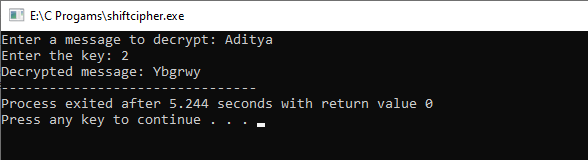 E:\C Progams\shiftcipher.exe
Enter a message to decrypt: Aditya
Enter the key: 2
Decrypted message: Ybgrwy
--------------------------------
Process exited after 5.244 seconds with return value 0
Press any key to continue . . .